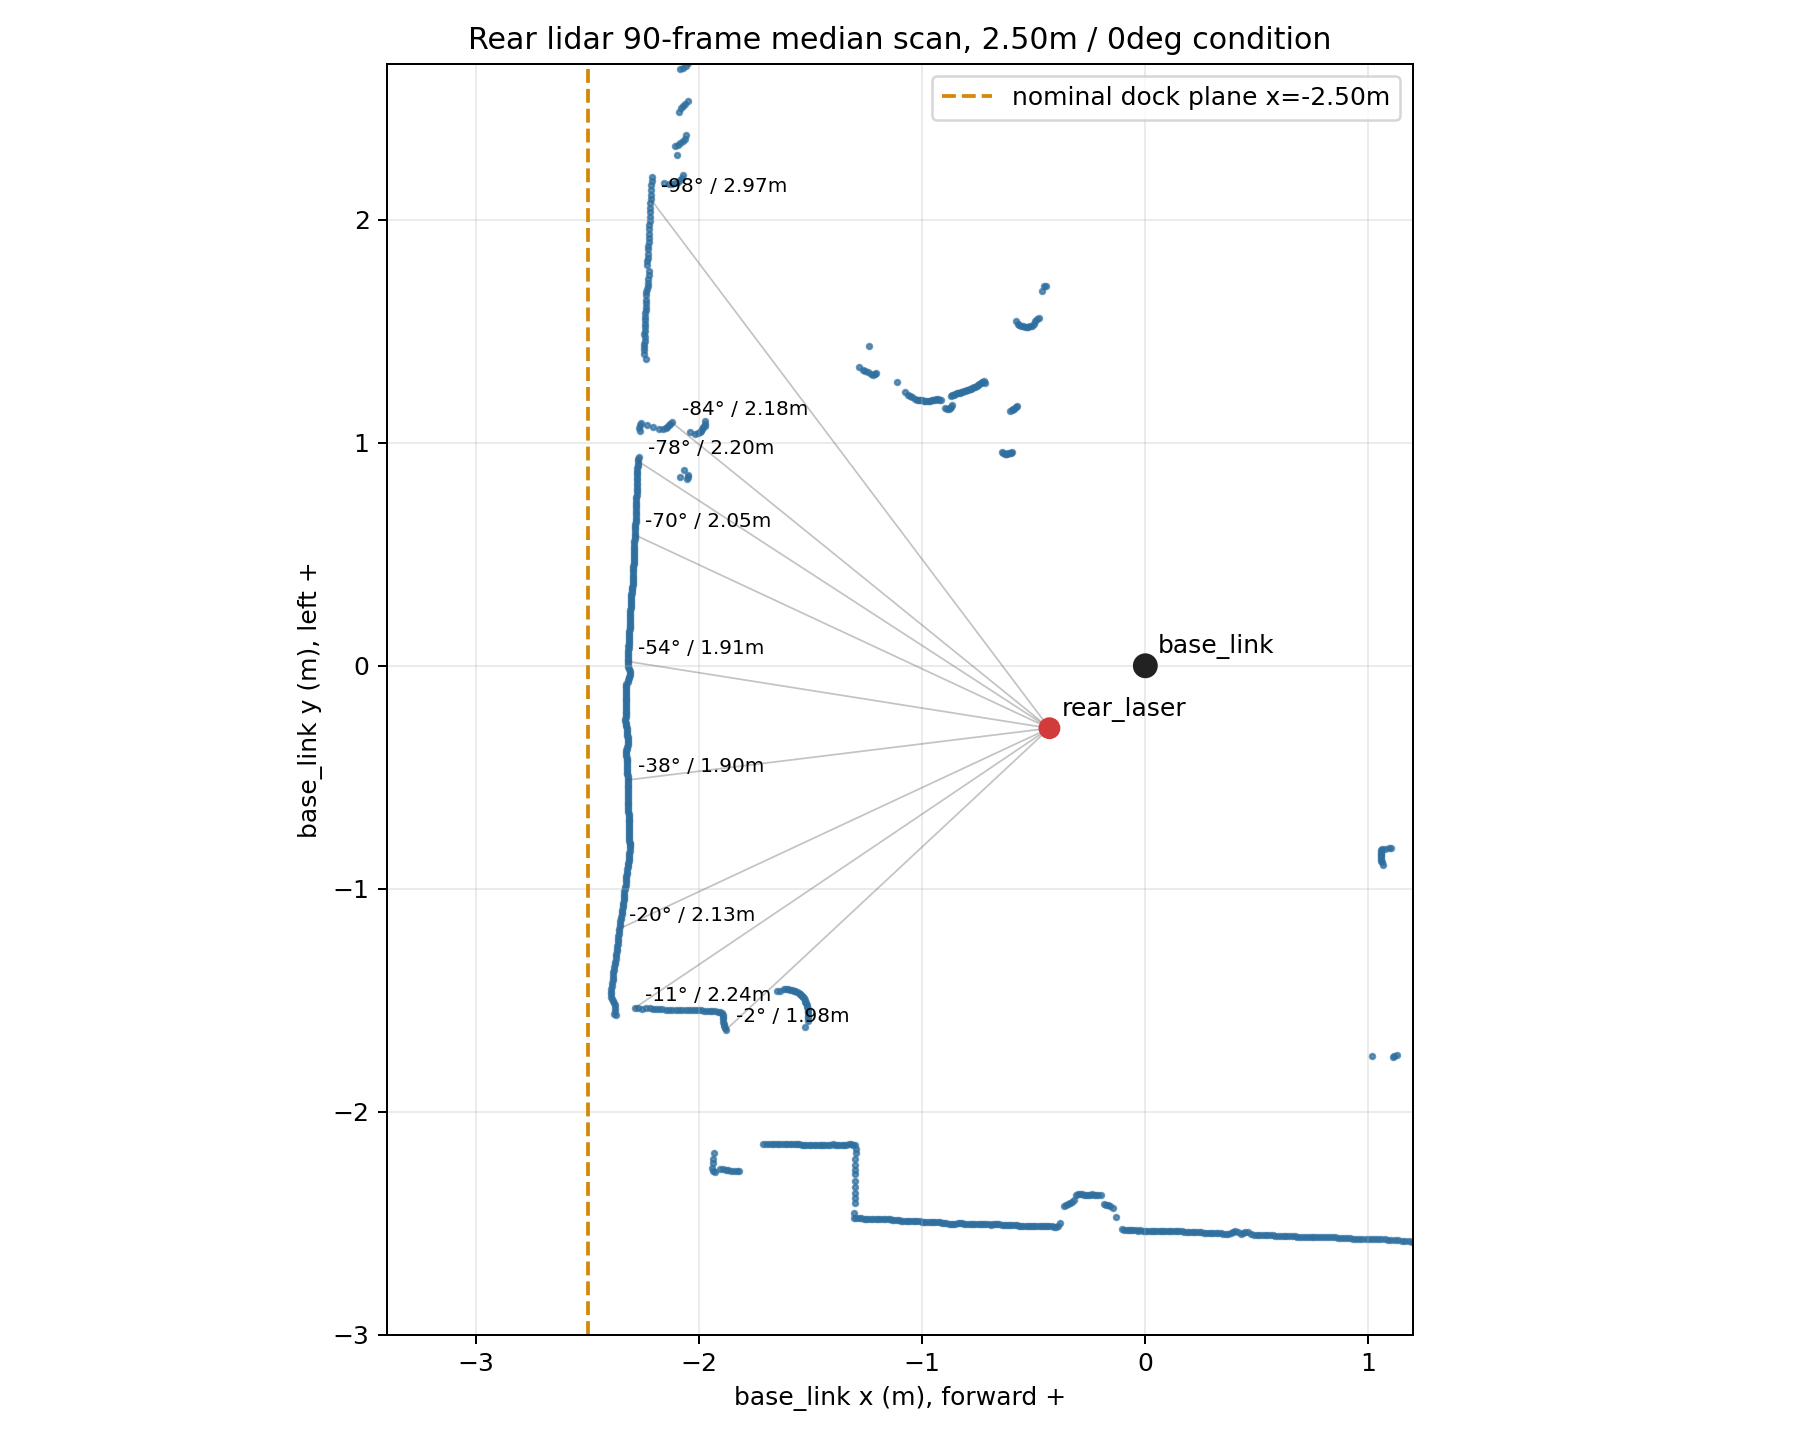 Rear lidar 90-frame median scan, 2.50m / 0deg condition
nominal dock plane x=-2.50m
-98° / 2.97m
-84° / 2.18m
-78° / 2.20m
-70° / 2.05m
-54° / 1.91m
base_link
rear_laser
-38° / 1.90m
-20° / 2.13m
-11° / 2.24m
-2° / 1.98m
2
1
0
−1
−2
−3
base_link y (m), left +
−3
−2
−1
0
1
base_link x (m), forward +